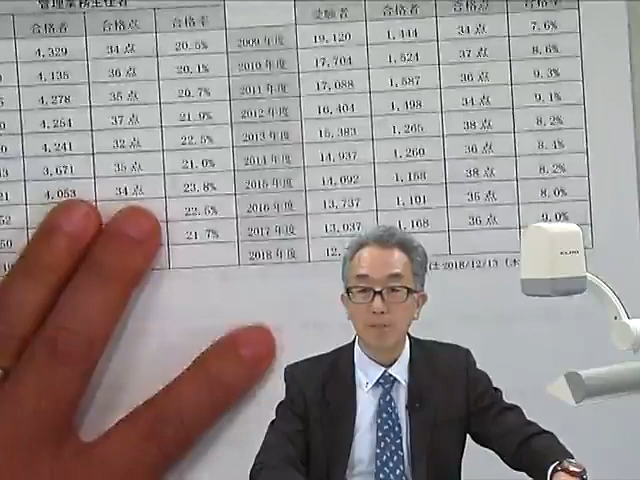 管理業務主任者
合格者 合格点 合格率 受験者 合格者 合格点 合格率
4,329 34点 20.5% 2009年度 19,120 1,444 34点 7.6%
4,135 36点 20.1% 2010年度 17,704 1,524 37点 8.6%
4,278 35点 20.7% 2011年度 17,088 1,587 36点 9.3%
4,254 37点 21.9% 2012年度 16,404 1,498 34点 9.1%
4,241 32点 22.5% 2013年度 15,383 1,265 38点 8.2%
3,671 35点 21.0% 2014年度 14,937 1,260 36点 8.4%
4,053 34点 23.8% 2015年度 14,092 1,158 38点 8.2%
22.5% 2016年度 13,737 1,101 35点 8.0%
21.7% 2017年度 13,037 1,168 36点 9.0%
2018年度
2018/12/13